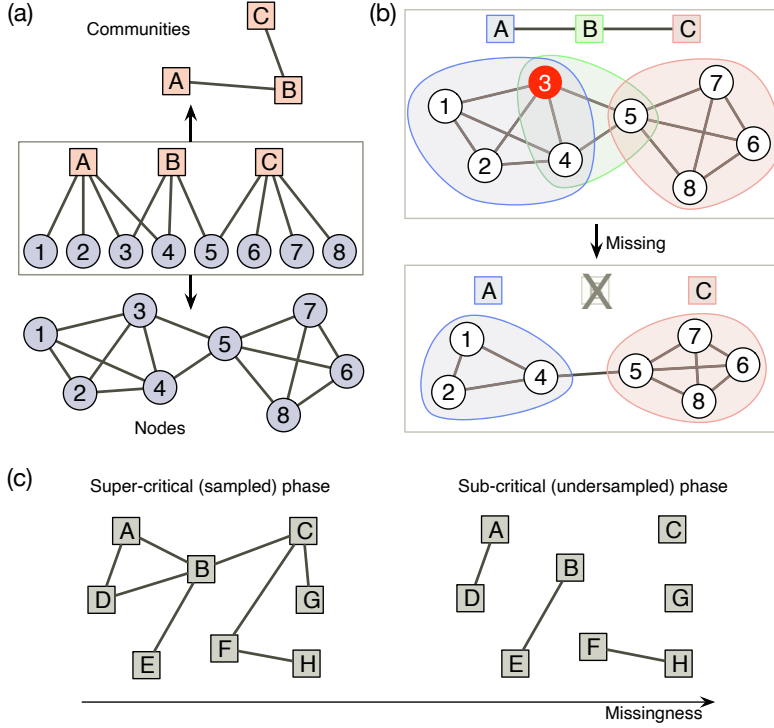 (a)
Communities
C
A
B
A B C
1 2 3 4 5 6 7 8
3
7
1
5
6
2
4
8
Nodes
(b)
A B C
3
7
1
5
6
2
4
8
Missing
A X C
1
7
4
5
6
2
8
(c)
Super-critical (sampled) phase
A
C
B
D
G
F
E
H
Sub-critical (undersampled) phase
A
C
B
D
G
F
E
H
Missingness